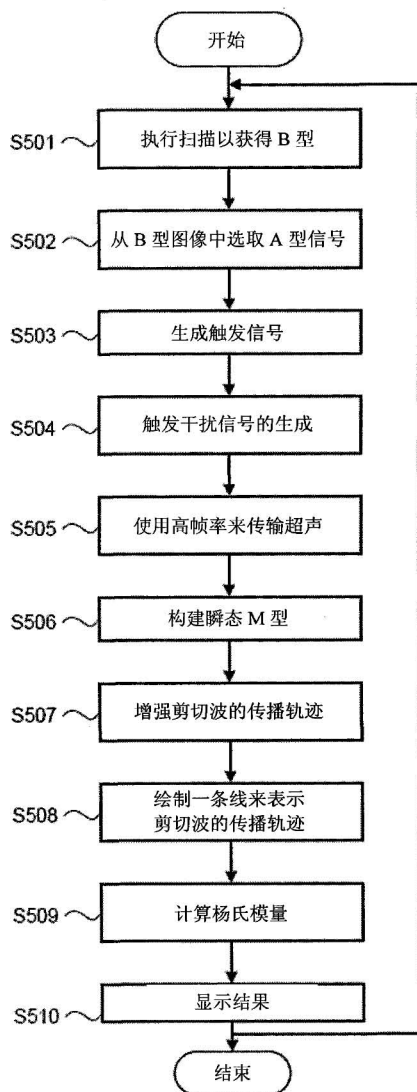 开始
S501
执行扫描以获得 B 型
S502
从 B 型图像中选取 A 型信号
S503
生成触发信号
S504
触发干扰信号的生成
S505
使用高帧率来传输超声
S506
构建瞬态 M 型
S507
增强剪切波的传播轨迹
S508
绘制一条线来表示
剪切波的传播轨迹
S509
计算杨氏模量
S510
显示结果
结束